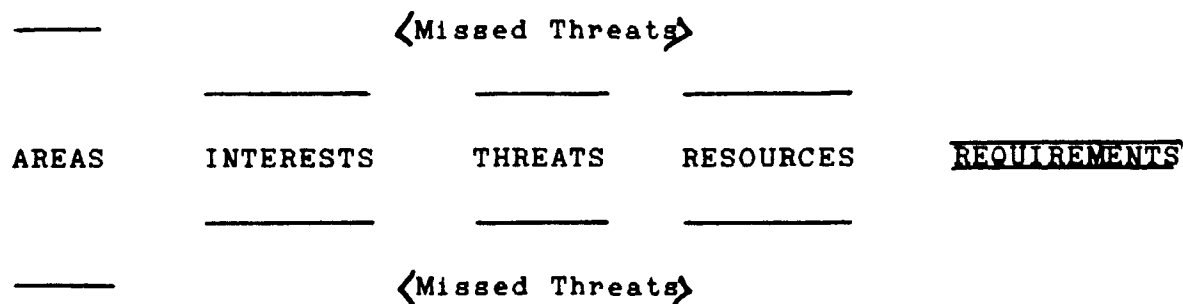 <Missed Threats>
AREAS INTERESTS THREATS RESOURCES REQUIREMENTS
<Missed Threats>